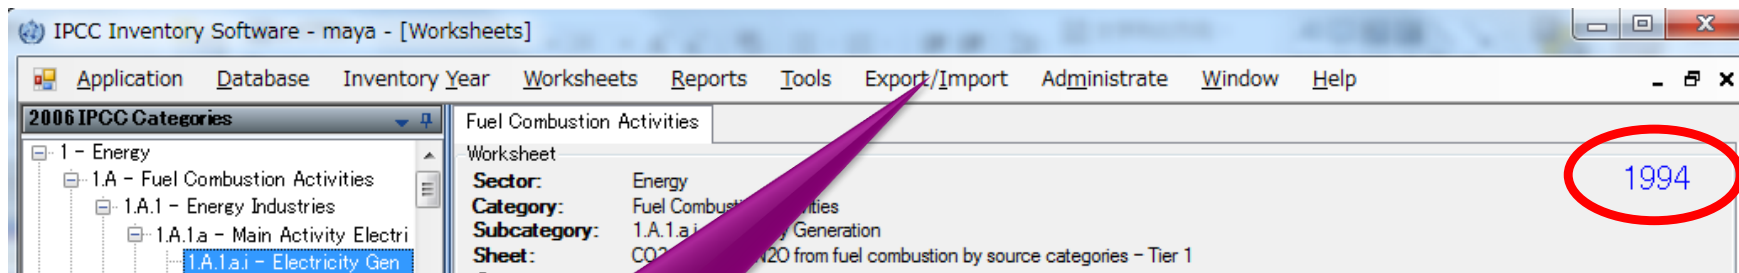 IPCC Inventory Software - maya - [Worksheets]
Application Database Inventory Year Worksheets Reports Tools Export/Import Administrate Window Help
2006 IPCC Categories
Fuel Combustion Activities
1 - Energy
1.A - Fuel Combustion Activities
1.A.1 - Energy Industries
1.A.1.a - Main Activity Electri
1.A.1.a.i - Electricity Gen
Worksheet
1994
Sector: Energy
Category: Fuel Combust
Subcategory: 1.A.1.a.i Generation
Sheet: N2O from fuel combustion by source categories - Tier 1